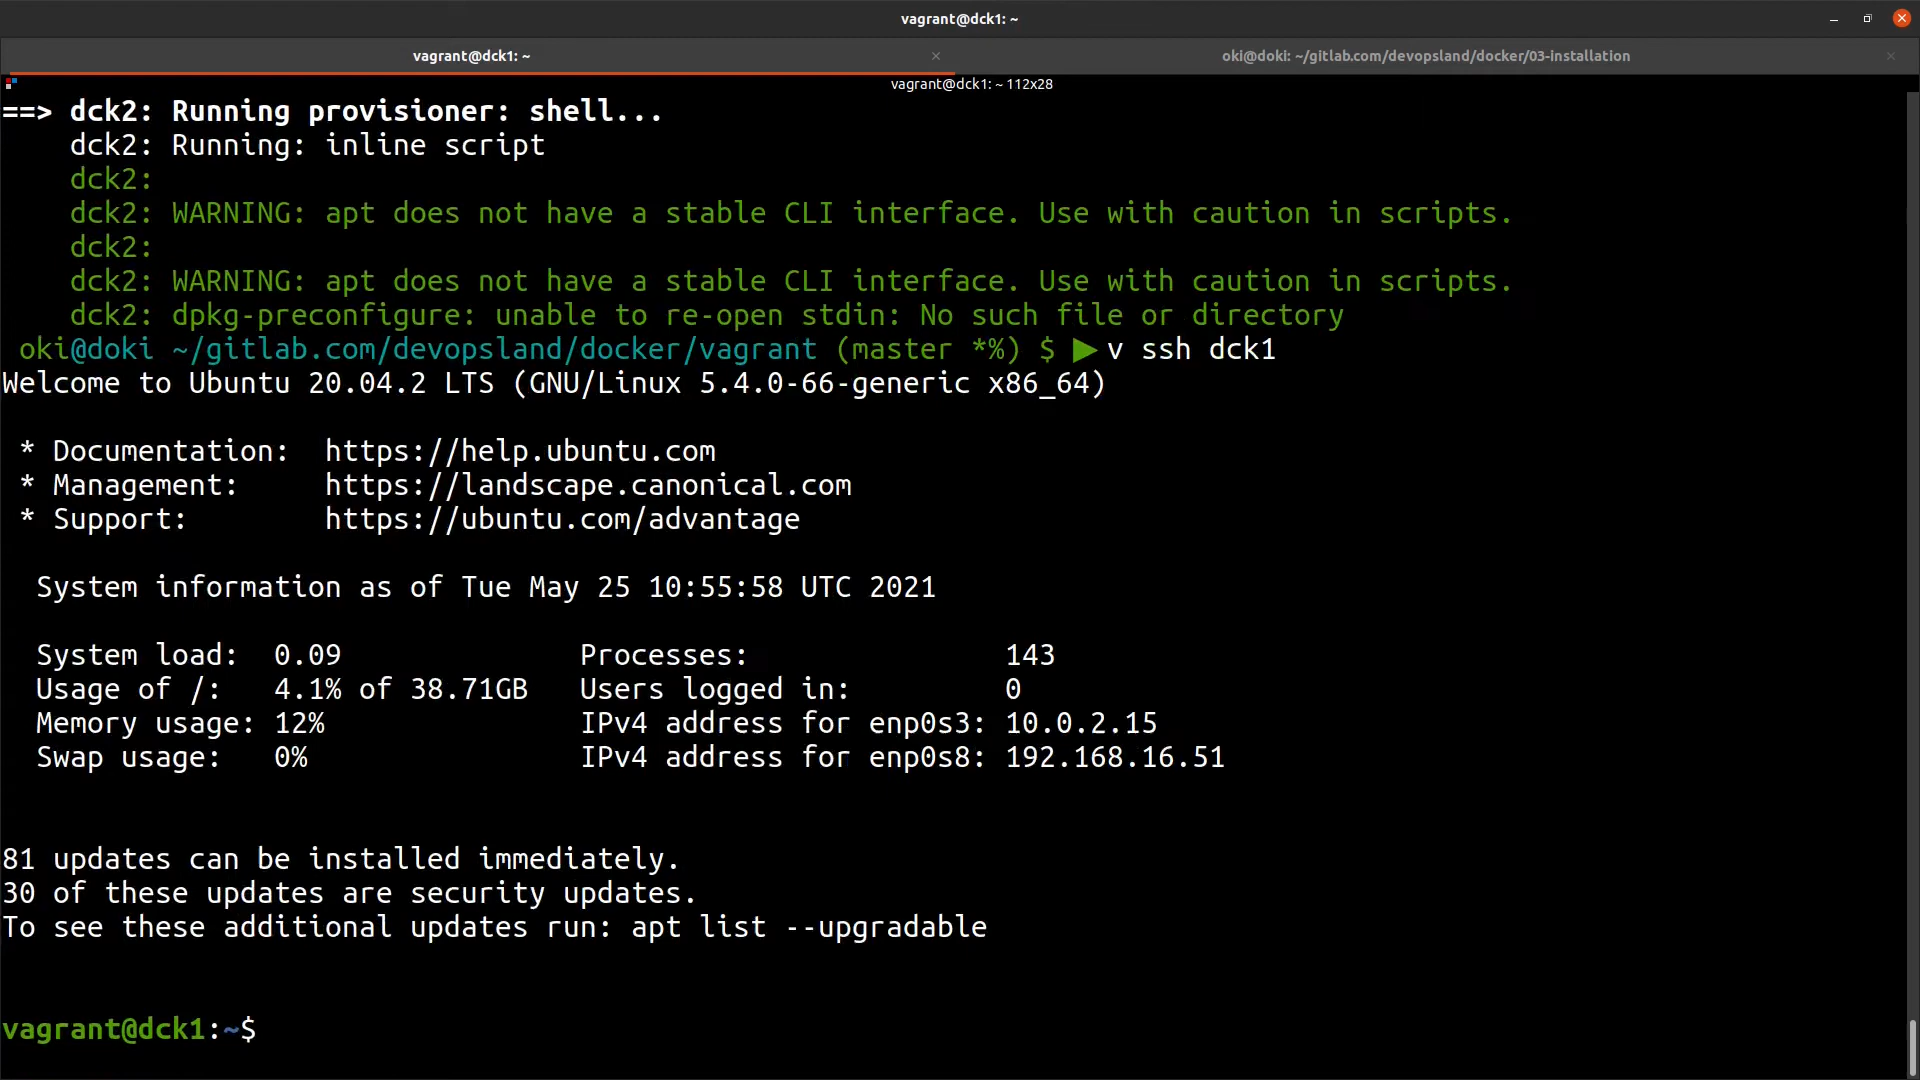 vagrant@dck1: ~
vagrant@dck1: ~
oki@doki: ~/gitlab.com/devopsland/docker/03-installation
vagrant@dck1: ~ 112x28
==> dck2: Running provisioner: shell...
dck2: Running: inline script
dck2:
dck2: WARNING: apt does not have a stable CLI interface. Use with caution in scripts.
dck2:
dck2: WARNING: apt does not have a stable CLI interface. Use with caution in scripts.
dck2: dpkg-preconfigure: unable to re-open stdin: No such file or directory
oki@doki ~/gitlab.com/devopsland/docker/vagrant (master *%) $ ▶ v ssh dck1
Welcome to Ubuntu 20.04.2 LTS (GNU/Linux 5.4.0-66-generic x86_64)
* Documentation:  https://help.ubuntu.com
* Management:     https://landscape.canonical.com
* Support:        https://ubuntu.com/advantage
System information as of Tue May 25 10:55:58 UTC 2021
System load:  0.09              Processes:               143
Usage of /:   4.1% of 38.71GB   Users logged in:         0
Memory usage: 12%               IPv4 address for enp0s3: 10.0.2.15
Swap usage:   0%                IPv4 address for enp0s8: 192.168.16.51
81 updates can be installed immediately.
30 of these updates are security updates.
To see these additional updates run: apt list --upgradable
vagrant@dck1:~$